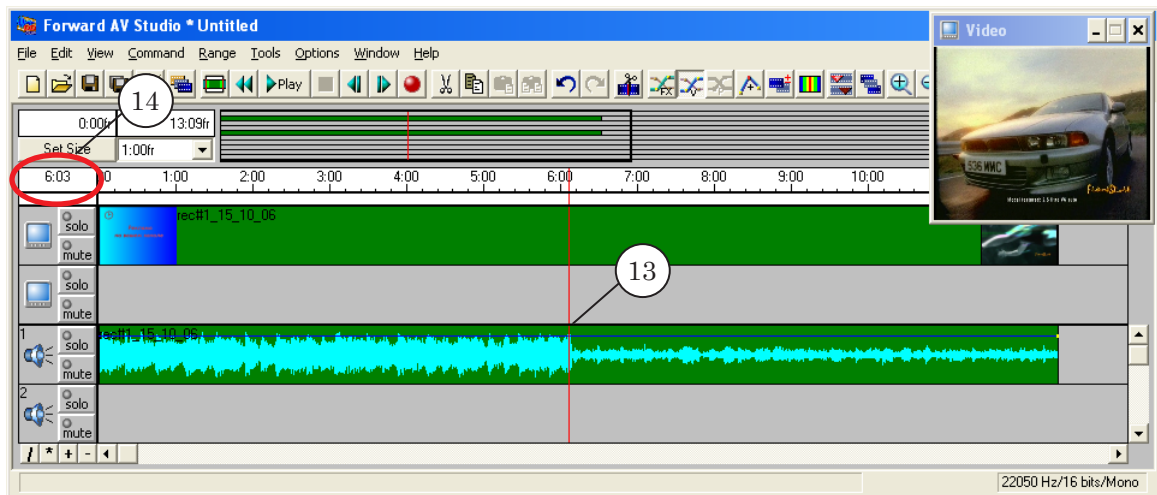 Forward AV Studio * Untitled
Video
File Edit View Command Range Tools Options Window Help
Play
14
0:00fr 13:09fr
Set Size 1:00fr
6:03 1:00 2:00 3:00 4:00 5:00 6:00 7:00 8:00 9:00 10:00
S36 MMC
solo rec#1_15_10_06
mute
solo
mute
13
1 solo rec#1_15_10_06
mute
2 solo
mute
/ * + -
22050 Hz/16 bits/Mono